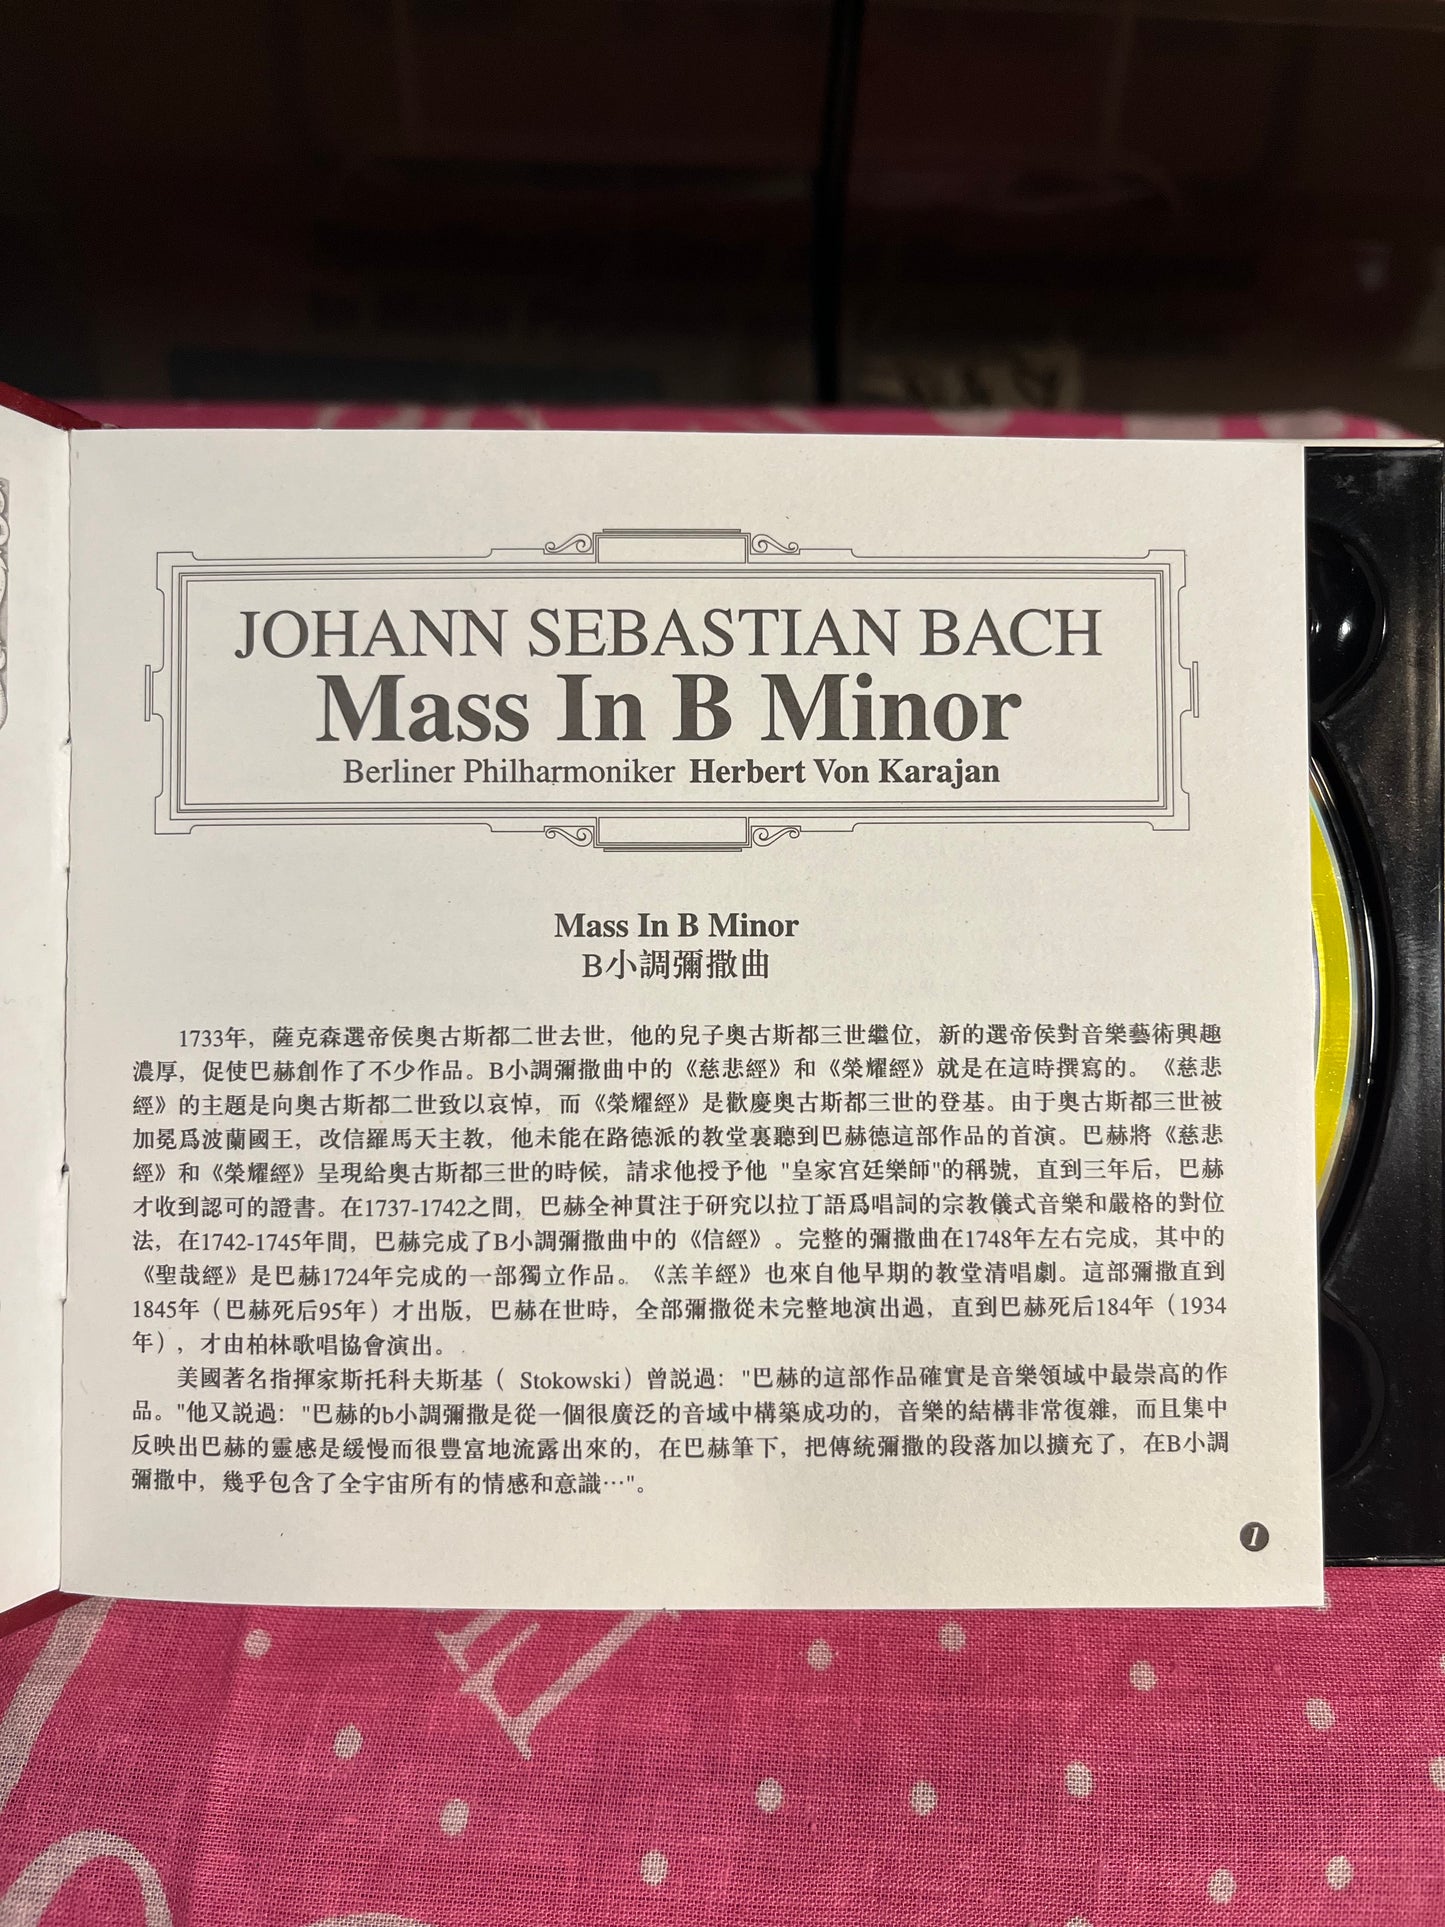 JOHANN SEBASTIAN BACH
Mass In B Minor
Berliner Philharmoniker Herbert Von Karajan
Mass In B Minor
B小調彌撒曲
1733年，薩克森選帝侯奧古斯都二世去世，他的兒子奧古斯都三世繼位，新的選帝侯對音樂藝術興趣
濃厚，促使巴赫創作了不少作品。B小調彌撒曲中的《慈悲經》和《榮耀經》就是在這時撰寫的。《慈悲
經》的主題是向奧古斯都二世致以哀悼，而《榮耀經》是歡慶奧古斯都三世的登基。由于奧古斯都三世被
加冕爲波蘭國王，改信羅馬天主教，他未能在路德派的教堂裏聽到巴赫德這部作品的首演。巴赫將《慈悲
經》和《榮耀經》呈現給奧古斯都三世的時候，請求他授予他 "皇家宮廷樂師"的稱號，直到三年后，巴赫
才收到認可的證書。在1737-1742之間，巴赫全神貫注于研究以拉丁語爲唱詞的宗教儀式音樂和嚴格的對位
法，在1742-1745年間，巴赫完成了B小調彌撒曲中的《信經》。完整的彌撒曲在1748年左右完成，其中的
《聖哉經》是巴赫1724年完成的一部獨立作品。《羔羊經》也來自他早期的教堂清唱劇。這部彌撒直到
1845年（巴赫死后95年）才出版，巴赫在世時，全部彌撒從未完整地演出過，直到巴赫死后184年（1934
年），才由柏林歌唱協會演出。
美國著名指揮家斯托科夫斯基（ Stokowski）曾説過："巴赫的這部作品確實是音樂領域中最崇高的作
品。"他又説過："巴赫的b小調彌撒是從一個很廣泛的音域中構築成功的，音樂的結構非常復雜，而且集中
反映出巴赫的靈感是緩慢而很豐富地流露出來的，在巴赫筆下，把傳統彌撒的段落加以擴充了，在B小調
彌撒中，幾乎包含了全宇宙所有的情感和意識…"。
1